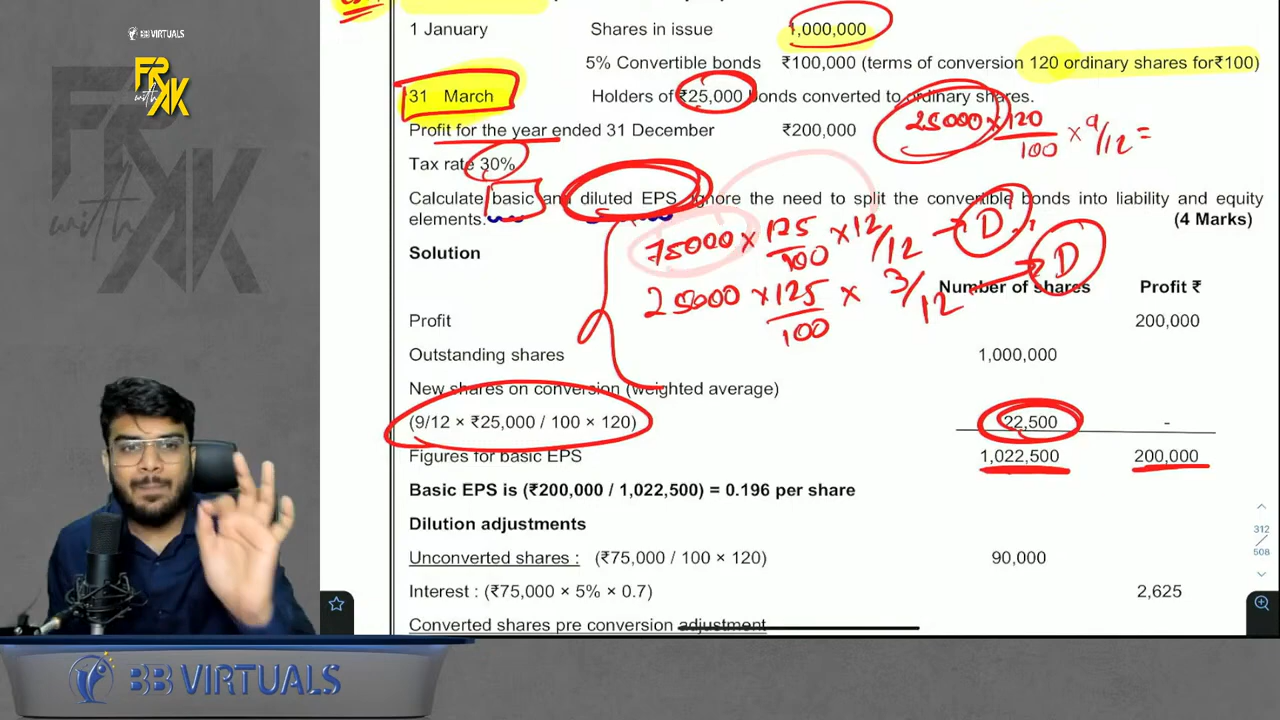 BB VIRTUALS
FR
with
AK
FR
with
AK
1 January Shares in issue 1,000,000
5% Convertible bonds ₹100,000 (terms of conversion 120 ordinary shares for₹100)
31 March Holders of ₹25,000 bonds converted to ordinary shares.
25000 × 120/100 × 9/12 =
Profit for the year ended 31 December ₹200,000
Tax rate 30%
Calculate basic and diluted EPS. Ignore the need to split the convertible bonds into liability and equity
elements. (4 Marks)
75000 × 125/100 × 12/12 → D
Solution
25000 × 125/100 × 3/12 → D
Number of shares Profit ₹
Profit 200,000
Outstanding shares 1,000,000
New shares on conversion (weighted average)
(9/12 × ₹25,000 / 100 × 120) 22,500 -
Figures for basic EPS 1,022,500 200,000
Basic EPS is (₹200,000 / 1,022,500) = 0.196 per share
Dilution adjustments
Unconverted shares : (₹75,000 / 100 × 120) 90,000
Interest : (₹75,000 × 5% × 0.7) 2,625
Converted shares pre conversion adjustment
312
508
BB VIRTUALS